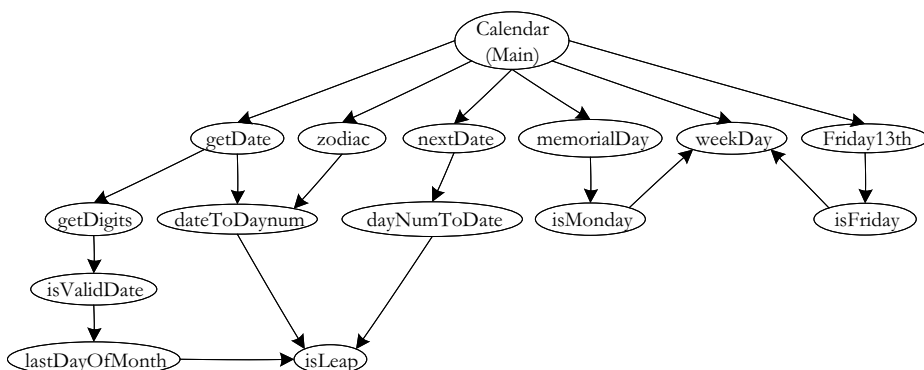 Calendar
(Main)
getDate
zodiac
nextDate
memorialDay
weekDay
Friday13th
getDigits
dateToDaynum
dayNumToDate
isMonday
isFriday
isValidDate
lastDayOfMonth
isLeap